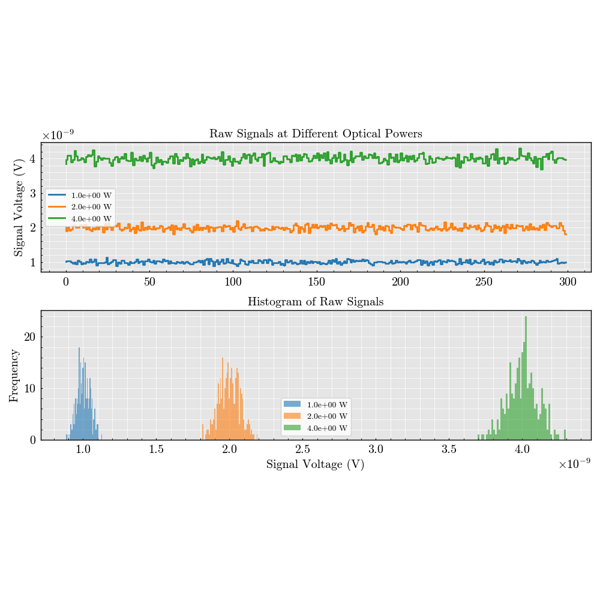 Raw Signals at Different Optical Powers
×10⁻⁹
Signal Voltage (V)
4
3
2
1
1.0e+00 W
2.0e+00 W
4.0e+00 W
0 50 100 150 200 250 300
Histogram of Raw Signals
Frequency
20
10
0
1.0e+00 W
2.0e+00 W
4.0e+00 W
1.0 1.5 2.0 2.5 3.0 3.5 4.0
Signal Voltage (V)
×10⁻⁹